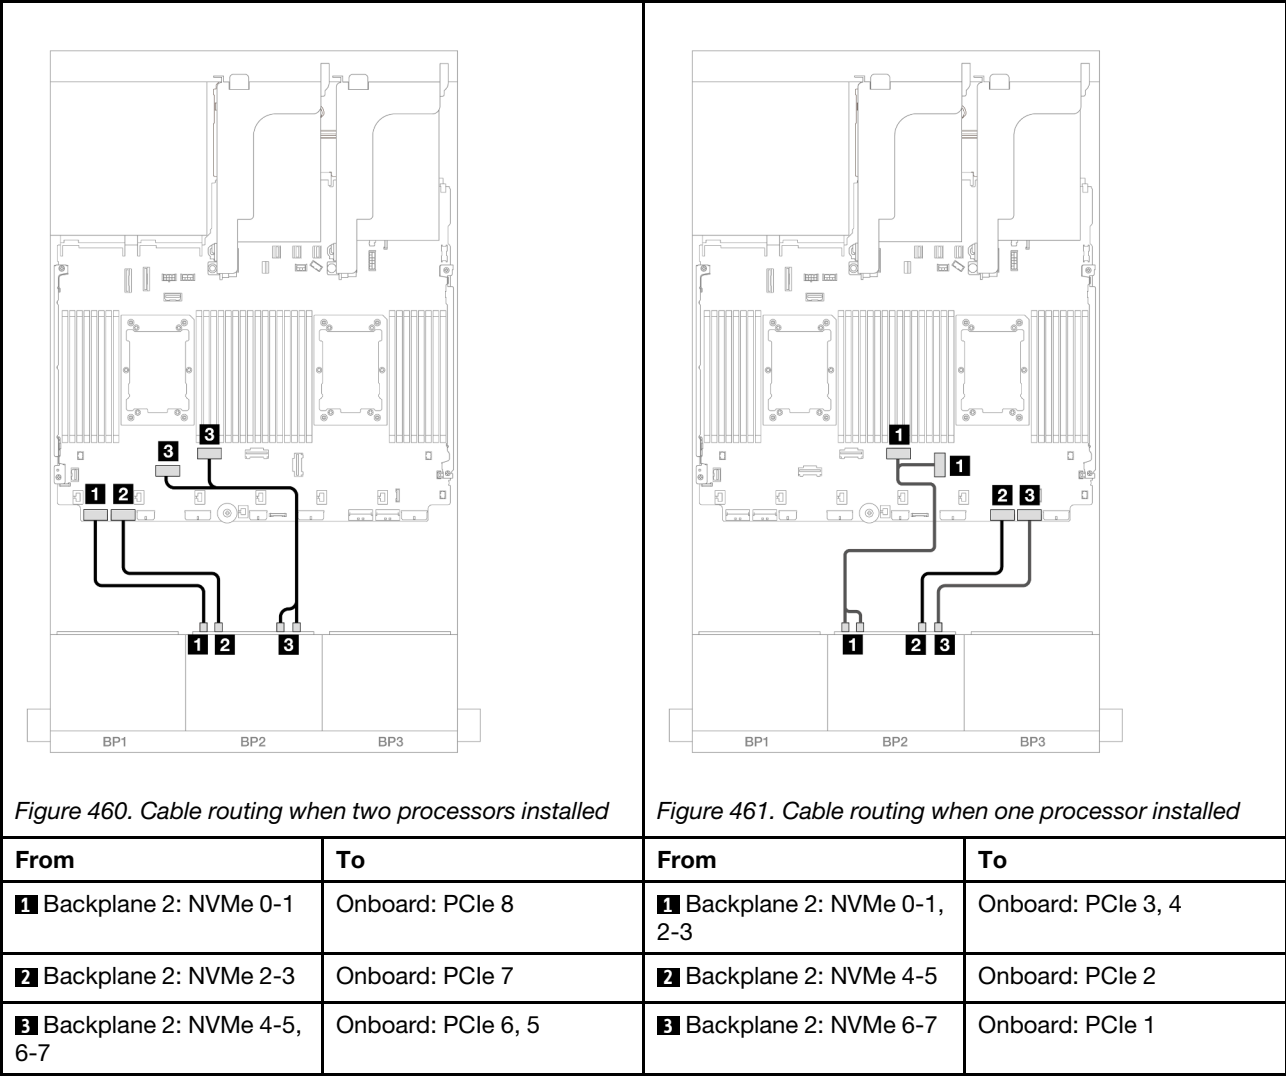 3
3
1 2
1 2 3
BP1 BP2 BP3
Figure 460. Cable routing when two processors installed
1
1
2 3
1 2 3
BP1 BP2 BP3
Figure 461. Cable routing when one processor installed
From To From To
1 Backplane 2: NVMe 0-1 Onboard: PCIe 8 1 Backplane 2: NVMe 0-1, Onboard: PCIe 3, 4
2-3
2 Backplane 2: NVMe 2-3 Onboard: PCIe 7 2 Backplane 2: NVMe 4-5 Onboard: PCIe 2
3 Backplane 2: NVMe 4-5, Onboard: PCIe 6, 5 3 Backplane 2: NVMe 6-7 Onboard: PCIe 1
6-7